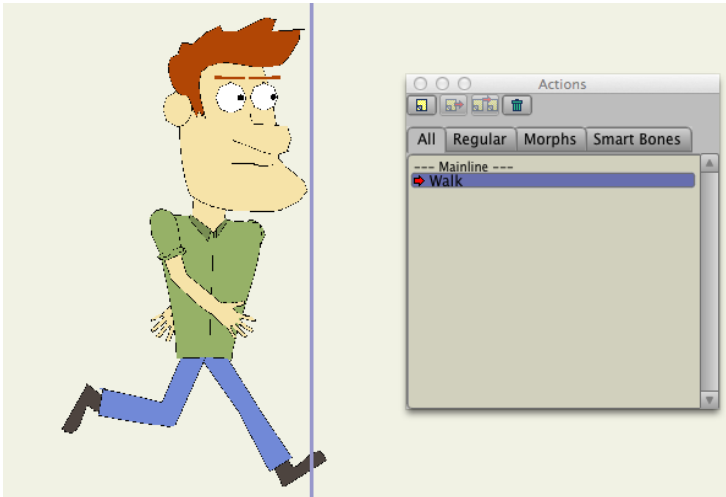 Actions
All Regular Morphs Smart Bones
--- Mainline ---
Walk